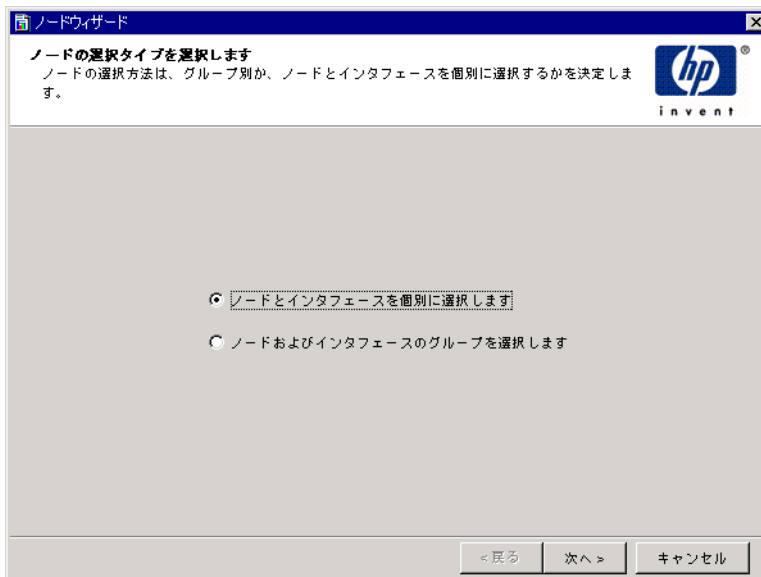 ノードウィザード
ノードの選択タイプを選択します
ノードの選択方法は、グループ別か、ノードとインタフェースを個別に選択するかを決定しま
す。
hp
®
invent
ノードとインタフェースを個別に選択します
ノードおよびインタフェースのグループを選択します
<戻る
次へ>
キャンセル